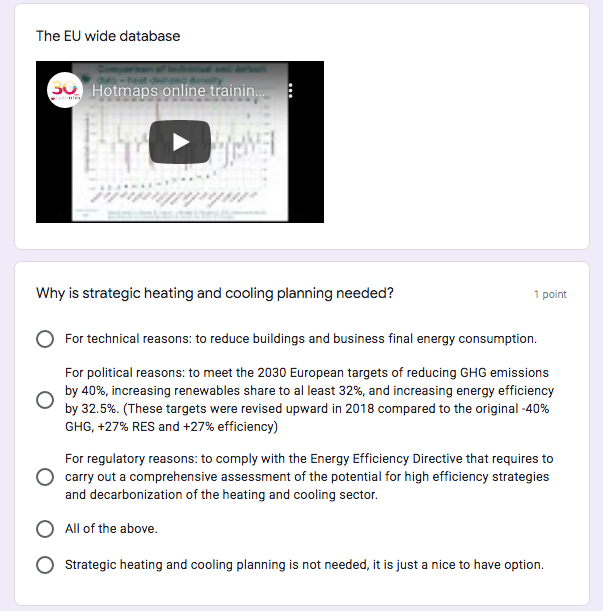 The EU wide database
30
Hotmaps online trainin...
Why is strategic heating and cooling planning needed?
1 point
For technical reasons: to reduce buildings and business final energy consumption.
For political reasons: to meet the 2030 European targets of reducing GHG emissions
by 40%, increasing renewables share to al least 32%, and increasing energy efficiency
by 32.5%. (These targets were revised upward in 2018 compared to the original -40%
GHG, +27% RES and +27% efficiency)
For regulatory reasons: to comply with the Energy Efficiency Directive that requires to
carry out a comprehensive assessment of the potential for high efficiency strategies
and decarbonization of the heating and cooling sector.
All of the above.
Strategic heating and cooling planning is not needed, it is just a nice to have option.